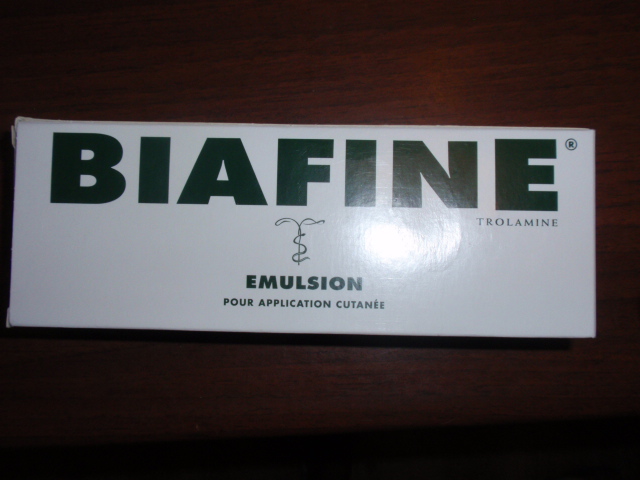 BIAFINE®
TROLAMINE
EMULSION
POUR APPLICATION CUTANÉE